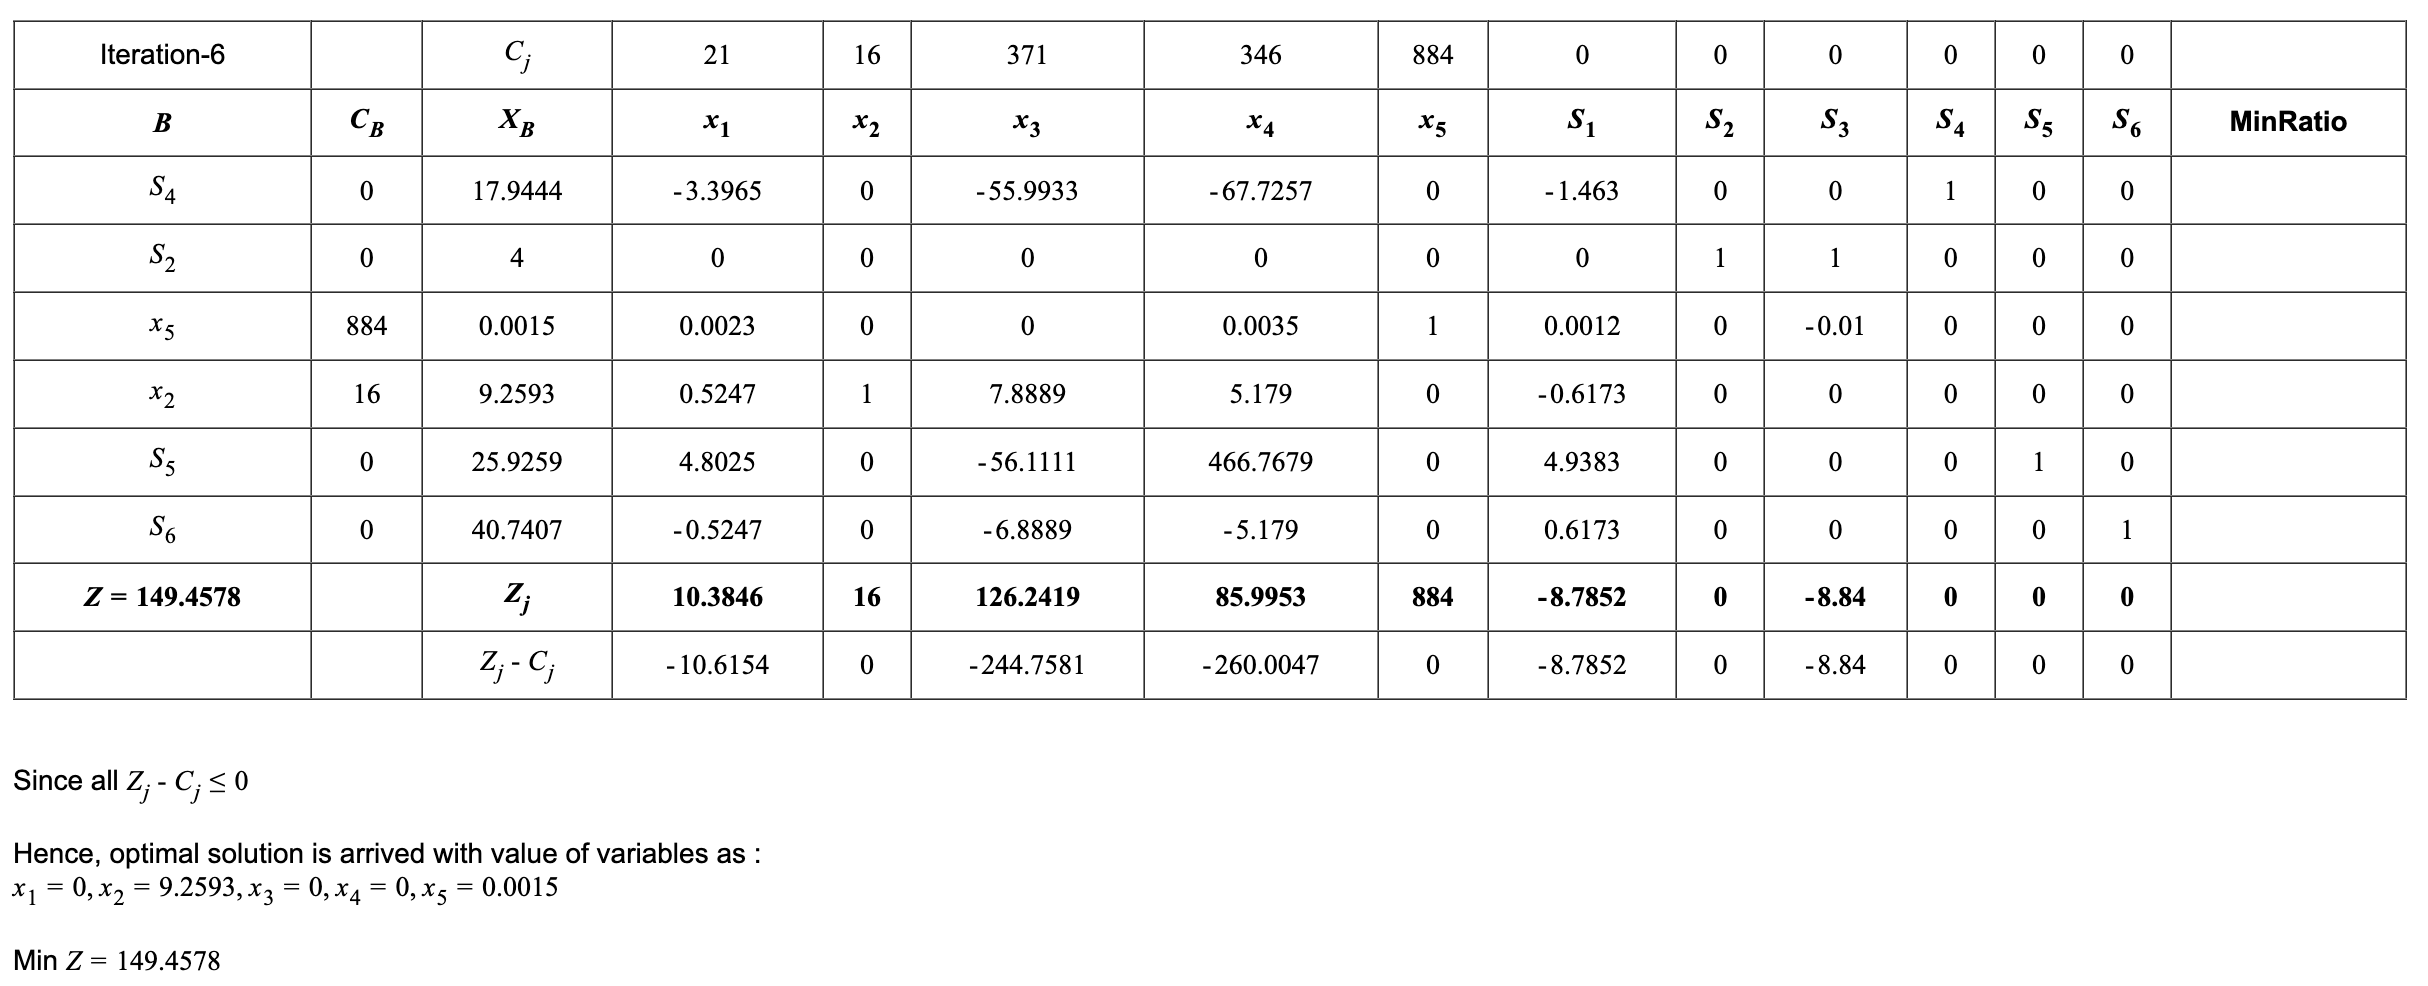 Iteration-6 C_j 21 16 371 346 884 0 0 0 0 0 0
B C_B X_B x_1 x_2 x_3 x_4 x_5 S_1 S_2 S_3 S_4 S_5 S_6 MinRatio
S_4 0 17.9444 -3.3965 0 -55.9933 -67.7257 0 -1.463 0 0 1 0 0
S_2 0 4 0 0 0 0 0 0 1 1 0 0 0
x_5 884 0.0015 0.0023 0 0 0.0035 1 0.0012 0 -0.01 0 0 0
x_2 16 9.2593 0.5247 1 7.8889 5.179 0 -0.6173 0 0 0 0 0
S_5 0 25.9259 4.8025 0 -56.1111 466.7679 0 4.9383 0 0 0 1 0
S_6 0 40.7407 -0.5247 0 -6.8889 -5.179 0 0.6173 0 0 0 0 1
Z = 149.4578 Z_j 10.3846 16 126.2419 85.9953 884 -8.7852 0 -8.84 0 0 0
Z_j - C_j -10.6154 0 -244.7581 -260.0047 0 -8.7852 0 -8.84 0 0 0
Since all Z_j - C_j ≤ 0
Hence, optimal solution is arrived with value of variables as :
x_1 = 0, x_2 = 9.2593, x_3 = 0, x_4 = 0, x_5 = 0.0015
Min Z = 149.4578